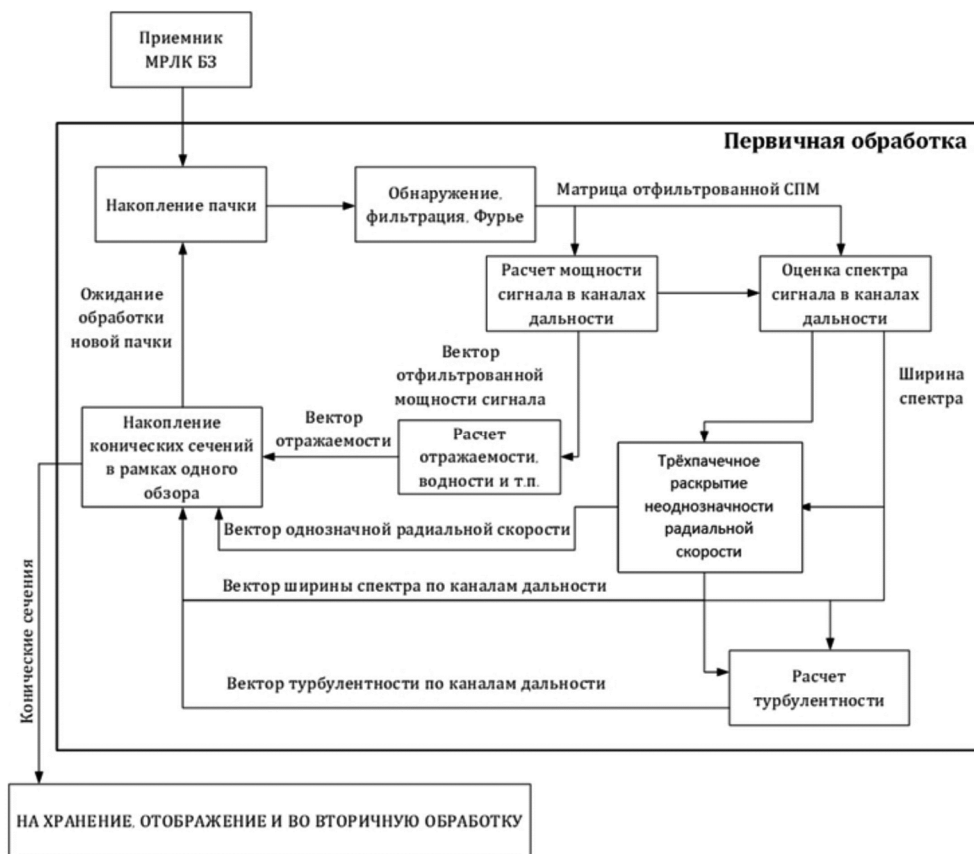 Приемник
МРЛК БЗ
Первичная обработка
Накопление пачки
Обнаружение,
фильтрация, Фурье
Матрица отфильтрованной СПМ
Расчет мощности
сигнала в каналах
дальности
Оценка спектра
сигнала в каналах
дальности
Ожидание
обработки
новой пачки
Вектор
отфильтрованной
мощности сигнала
Ширина
спектра
Накопление
конических сечений
в рамках одного
обзора
Вектор
отражаемости
Расчет
отражаемости,
водности и т.п.
Трёхпачечное
раскрытие
неоднозначности
радиальной
скорости
Вектор однозначной радиальной скорости
Вектор ширины спектра по каналам дальности
Вектор турбулентности по каналам дальности
Расчет
турбулентности
Конические сечения
НА ХРАНЕНИЕ, ОТОБРАЖЕНИЕ И ВО ВТОРИЧНУЮ ОБРАБОТКУ